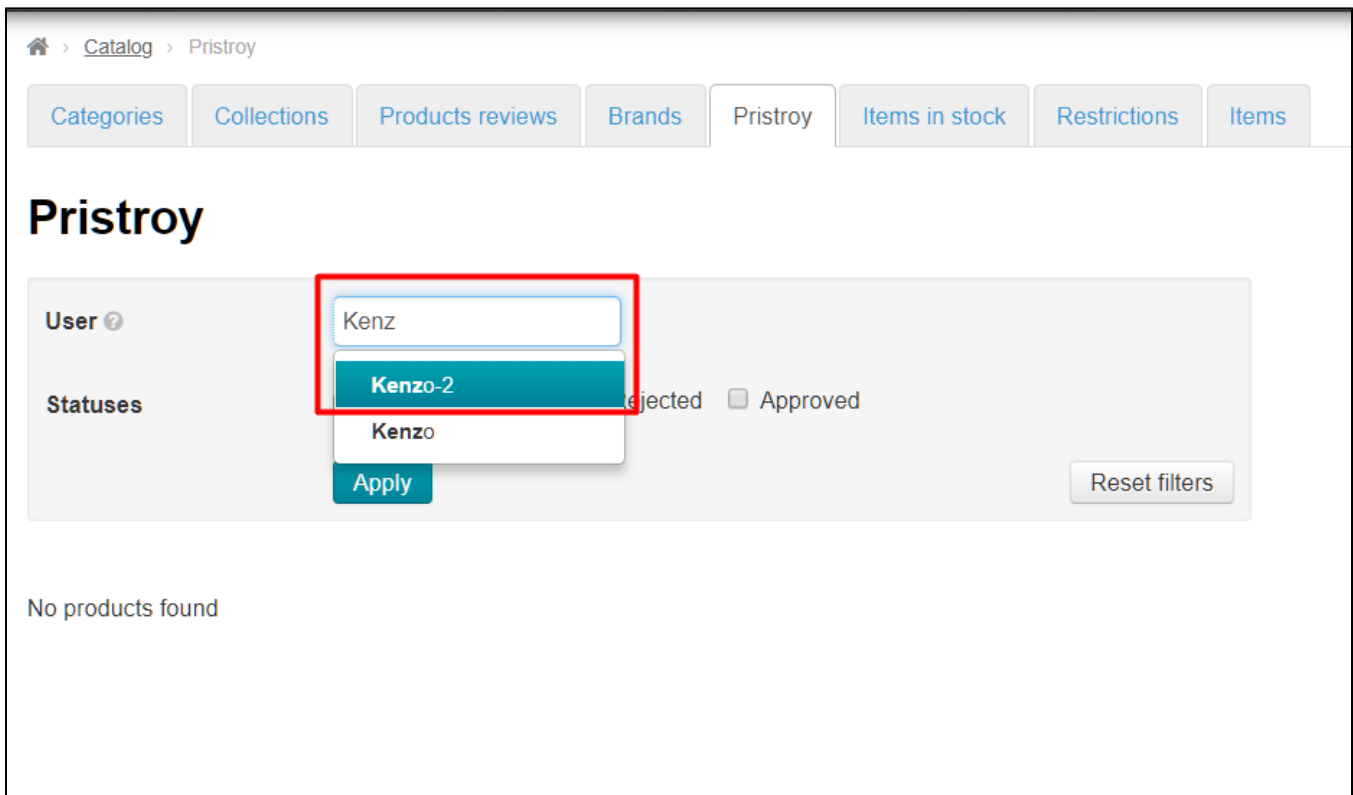 Catalog › Pristroy
Categories Collections Products reviews Brands Pristroy Items in stock Restrictions Items
Pristroy
User
Kenz
Kenzo-2
Statuses Approved
Kenzo
Apply Reset filters
No products found